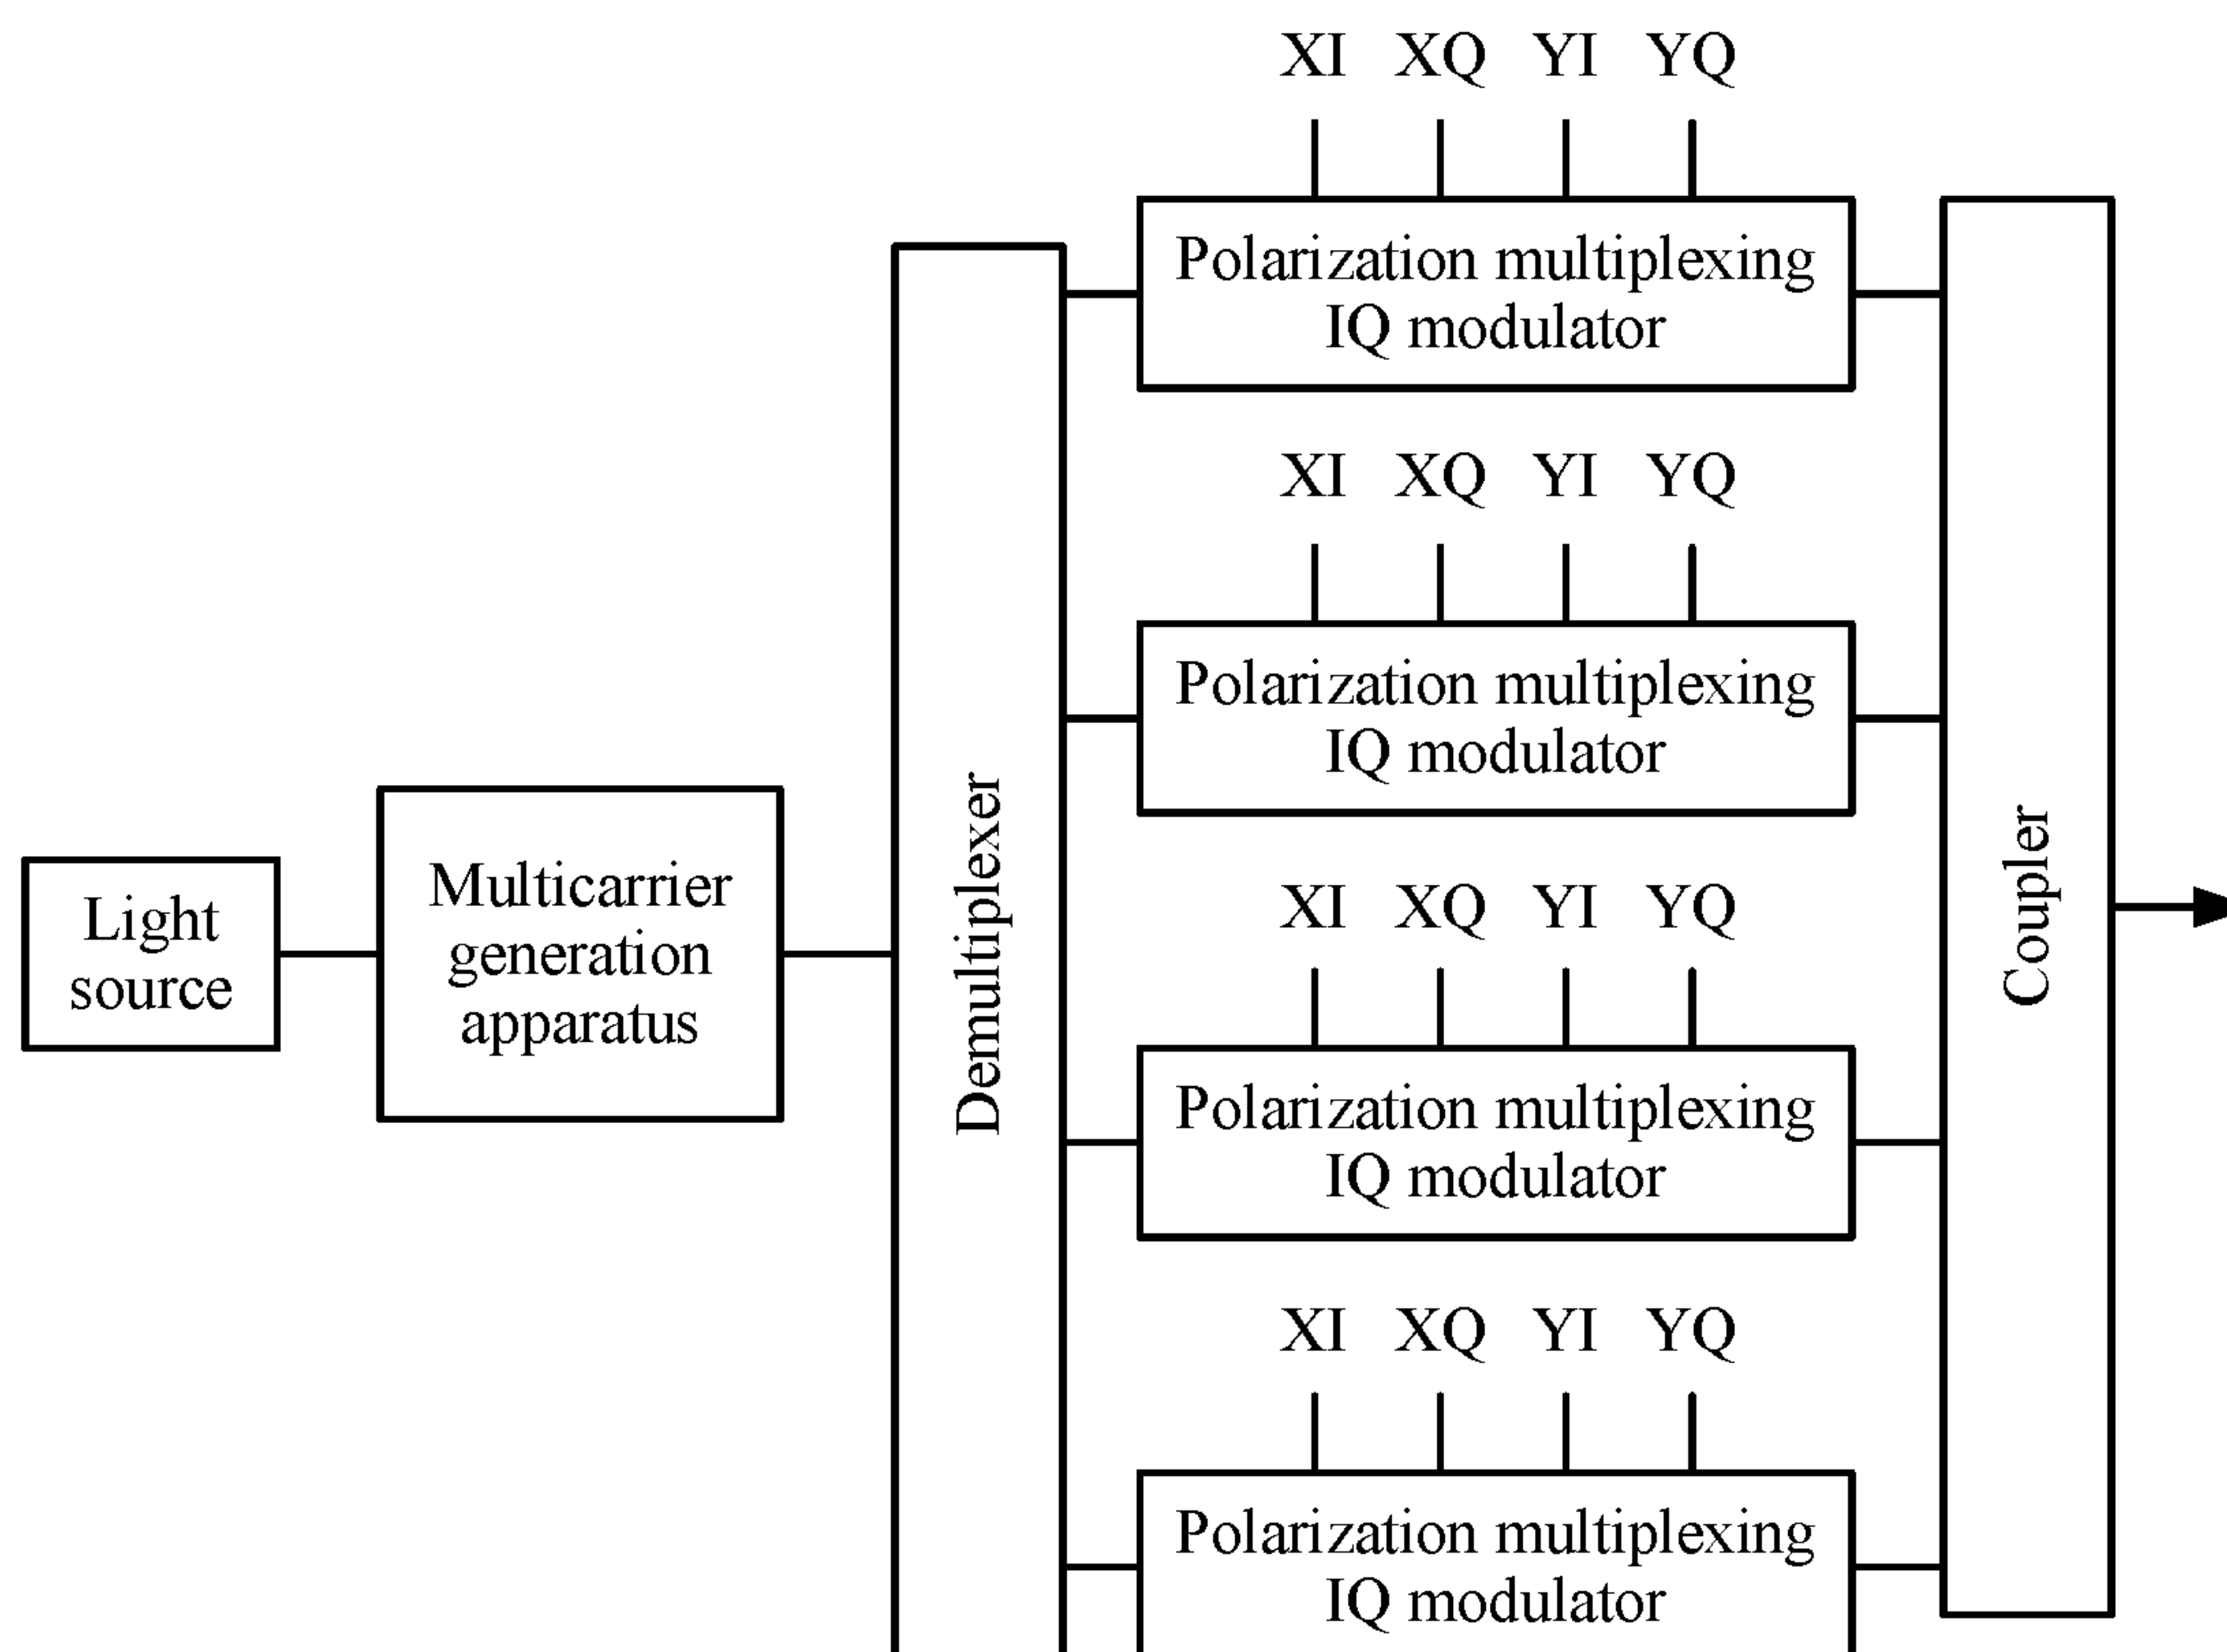 XI XQ YI YQ
Polarization multiplexing
IQ modulator
XI XQ YI YQ
Polarization multiplexing
IQ modulator
Light
source
Multicarrier
generation
apparatus
Demultiplexer
XI XQ YI YQ
Polarization multiplexing
IQ modulator
XI XQ YI YQ
Polarization multiplexing
IQ modulator
Coupler